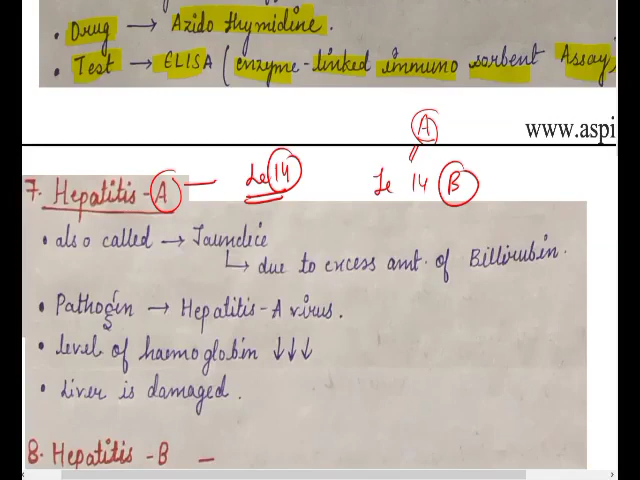 • Drug → Azido thymidine.
• Test → ELISA (enzyme-linked immuno sorbent Assay)
A
www.aspi
7. Hepatitis-A — Le 14
Le 14 B
• also called → Jaundice
↳ due to excess amt. of Billirubin.
• Pathogen → Hepatitis-A virus.
• level of haemoglobin ↓↓↓
• Liver is damaged.
8. Hepatitis -B —